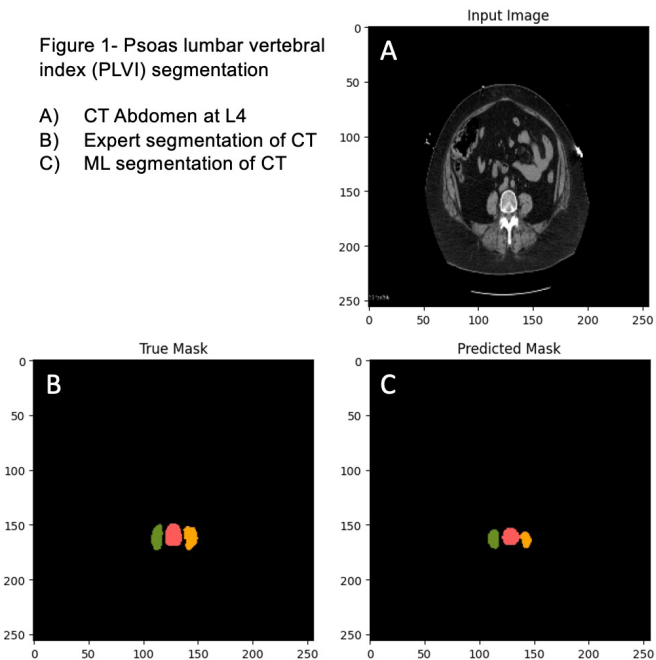 Figure 1- Psoas lumbar vertebral
index (PLVI) segmentation
A) CT Abdomen at L4
B) Expert segmentation of CT
C) ML segmentation of CT
Input Image
A
0
50
100
150
200
250
0 50 100 150 200 250
True Mask
B
0
50
100
150
200
250
0 50 100 150 200 250
Predicted Mask
C
0
50
100
150
200
250
0 50 100 150 200 250